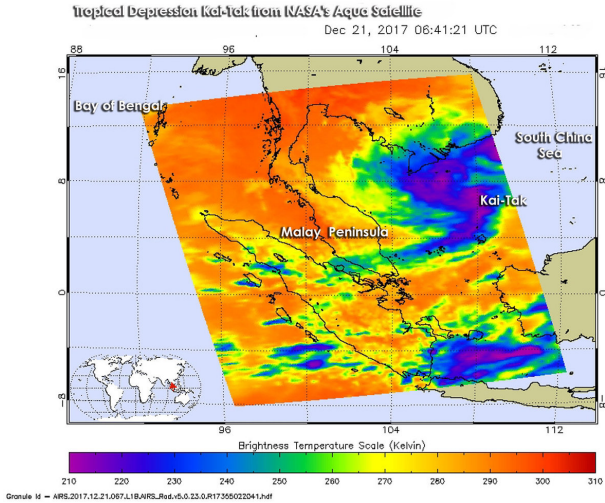 Tropical Depression Kai-Tak from NASA's Aqua Satellite
Dec 21, 2017 06:41:21 UTC
88 96 104 112
16
Bay of Bengal
South China
Sea
8 8
Kai-Tak
Malay Peninsula
0 0
-8
96 104 112
Brightness Temperature Scale (Kelvin)
210 220 230 240 250 260 270 280 290 300 310
Granule Id = AIRS.2017.12.21.067.L1B.AIRS_Rad.v5.0.23.0.R17355022041.hdf